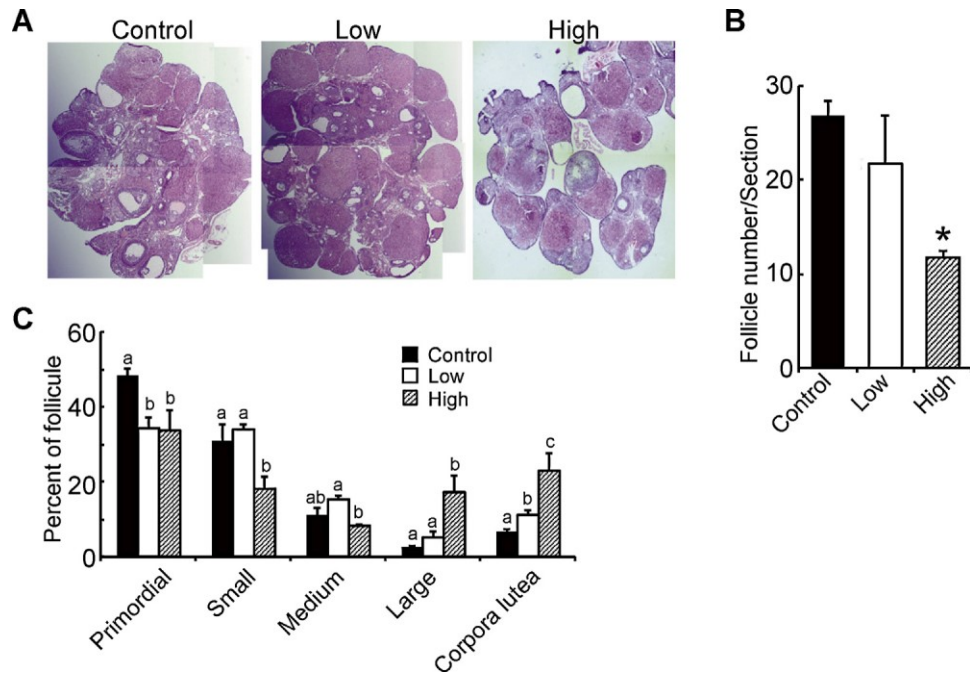 A
Control
Low
High
B
Follicle number/Section
30
20
10
0
*
Control
Low
High
C
Percent of follicule
60
40
20
0
Control
Low
High
a
b
b
a
a
b
ab
a
b
a
a
b
a
b
c
Primordial
Small
Medium
Large
Corpora lutea